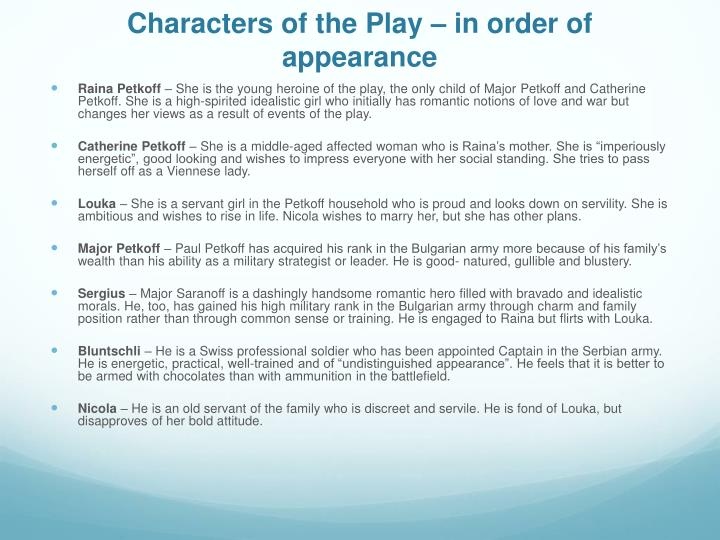 Characters of the Play – in order of
appearance
Raina Petkoff – She is the young heroine of the play, the only child of Major Petkoff and Catherine
Petkoff. She is a high-spirited idealistic girl who initially has romantic notions of love and war but
changes her views as a result of events of the play.
Catherine Petkoff – She is a middle-aged affected woman who is Raina’s mother. She is “imperiously
energetic”, good looking and wishes to impress everyone with her social standing. She tries to pass
herself off as a Viennese lady.
Louka – She is a servant girl in the Petkoff household who is proud and looks down on servility. She is
ambitious and wishes to rise in life. Nicola wishes to marry her, but she has other plans.
Major Petkoff – Paul Petkoff has acquired his rank in the Bulgarian army more because of his family’s
wealth than his ability as a military strategist or leader. He is good- natured, gullible and blustery.
Sergius – Major Saranoff is a dashingly handsome romantic hero filled with bravado and idealistic
morals. He, too, has gained his high military rank in the Bulgarian army through charm and family
position rather than through common sense or training. He is engaged to Raina but flirts with Louka.
Bluntschli – He is a Swiss professional soldier who has been appointed Captain in the Serbian army.
He is energetic, practical, well-trained and of “undistinguished appearance”. He feels that it is better to
be armed with chocolates than with ammunition in the battlefield.
Nicola – He is an old servant of the family who is discreet and servile. He is fond of Louka, but
disapproves of her bold attitude.